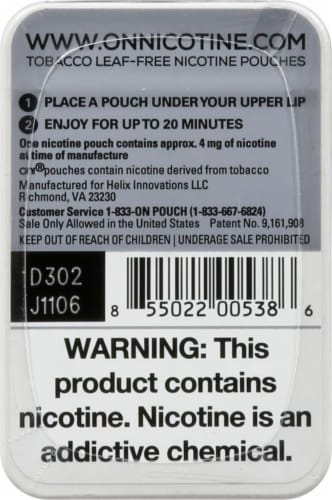 WWW.ONNICOTINE.COM
TOBACCO LEAF-FREE NICOTINE POUCHES
1 PLACE A POUCH UNDER YOUR UPPER LIP
2 ENJOY FOR UP TO 20 MINUTES
One nicotine pouch contains approx. 4 mg of nicotine
at time of manufacture
on!® pouches contain nicotine derived from tobacco
Manufactured for Helix Innovations LLC
Richmond, VA 23230
Customer Service 1-833-ON POUCH (1-833-667-6824)
Sale Only Allowed in the United States Patent No. 9,161,908
KEEP OUT OF REACH OF CHILDREN | UNDERAGE SALE PROHIBITED
D302
J1106
8 55022 00538 6
WARNING: This
product contains
nicotine. Nicotine is an
addictive chemical.